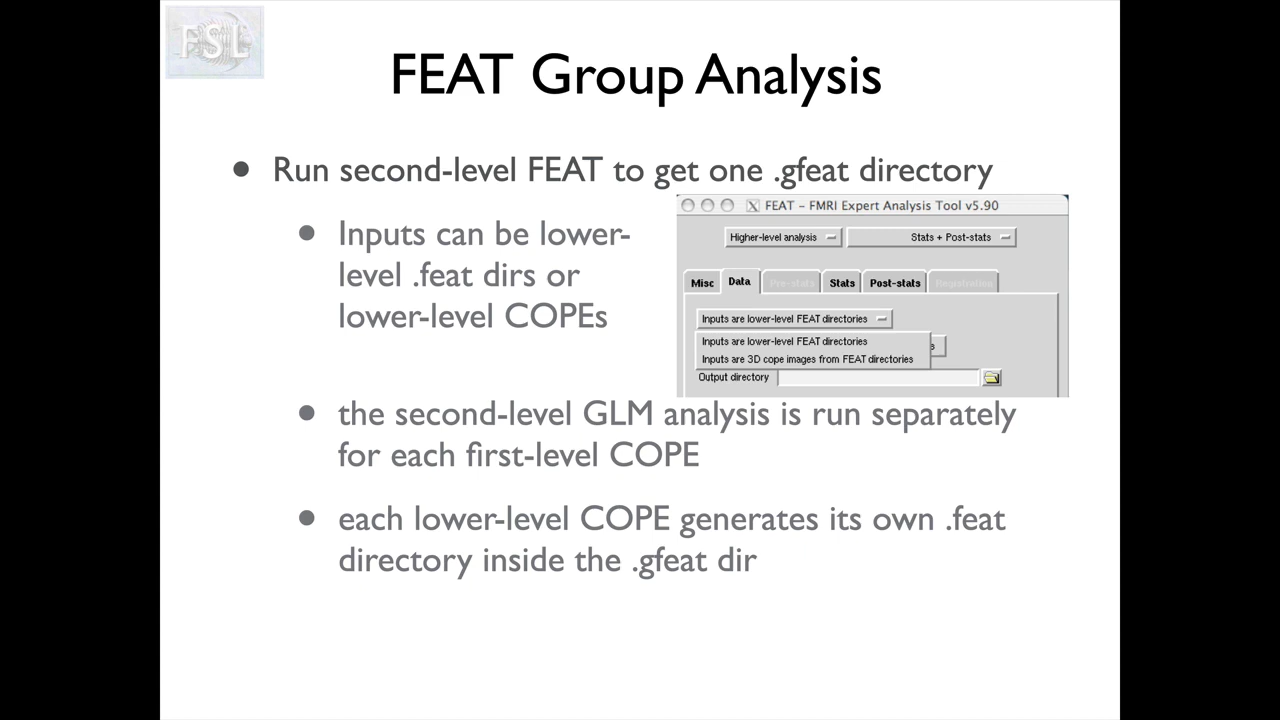 FSL
FEAT Group Analysis
• Run second-level FEAT to get one .gfeat directory
• Inputs can be lower-
level .feat dirs or
lower-level COPEs
X FEAT - FMRI Expert Analysis Tool v5.90
Higher-level analysis Stats + Post-stats
Misc Data Pre-stats Stats Post-stats Registration
Inputs are lower-level FEAT directories
Inputs are lower-level FEAT directories
Inputs are 3D cope images from FEAT directories
Output directory
• the second-level GLM analysis is run separately
for each first-level COPE
• each lower-level COPE generates its own .feat
directory inside the .gfeat dir